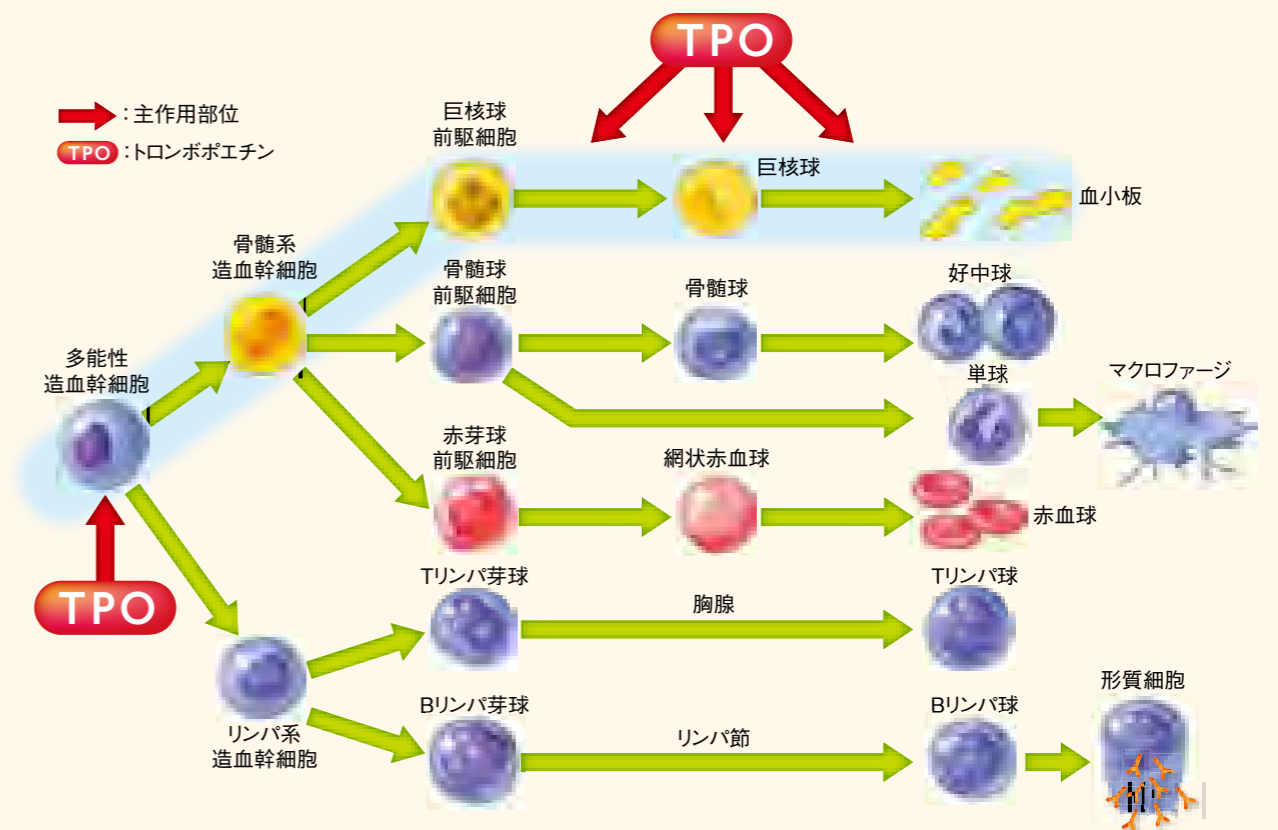 TPO
：主作用部位
TPO：トロンボポエチン
巨核球
前駆細胞
巨核球
血小板
骨髄系
造血幹細胞
骨髄球
前駆細胞
骨髄球
好中球
多能性
造血幹細胞
単球
マクロファージ
赤芽球
前駆細胞
網状赤血球
赤血球
TPO
Tリンパ芽球
胸腺
Tリンパ球
リンパ系
造血幹細胞
Bリンパ芽球
リンパ節
Bリンパ球
形質細胞